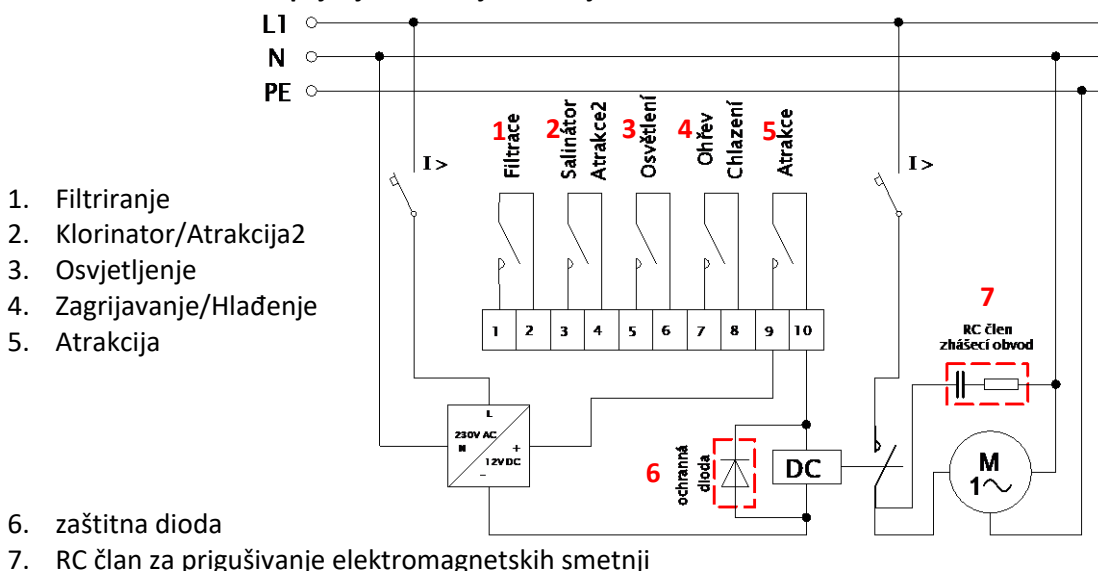 L1
N
PE
1 Filtrace
2 Salinátor
Atrakce2
3 Osvětlení
4 Ohřev
Chlazení
5 Atrakce
I >
I >
1. Filtriranje
2. Klorinator/Atrakcija2
3. Osvjetljenje
4. Zagrijavanje/Hlađenje
5. Atrakcija
1 2 3 4 5 6 7 8 9 10
7
RC člen
zhášecí obvod
L
230V AC
N
+
12V DC
–
6
ochranná
dioda
DC
M
1~
6. zaštitna dioda
7. RC član za prigušivanje elektromagnetskih smetnji